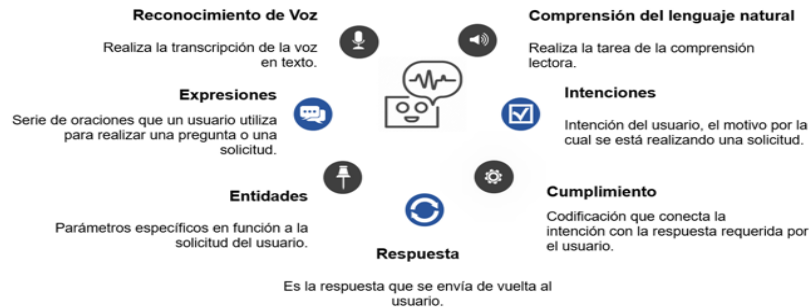 Reconocimiento de Voz
Realiza la transcripción de la voz
en texto.
Comprensión del lenguaje natural
Realiza la tarea de la comprensión
lectora.
Expresiones
Serie de oraciones que un usuario utiliza
para realizar una pregunta o una
solicitud.
Intenciones
Intención del usuario, el motivo por la
cual se está realizando una solicitud.
Entidades
Parámetros específicos en función a la
solicitud del usuario.
Cumplimiento
Codificación que conecta la
intención con la respuesta requerida por
el usuario.
Respuesta
Es la respuesta que se envía de vuelta al
usuario.